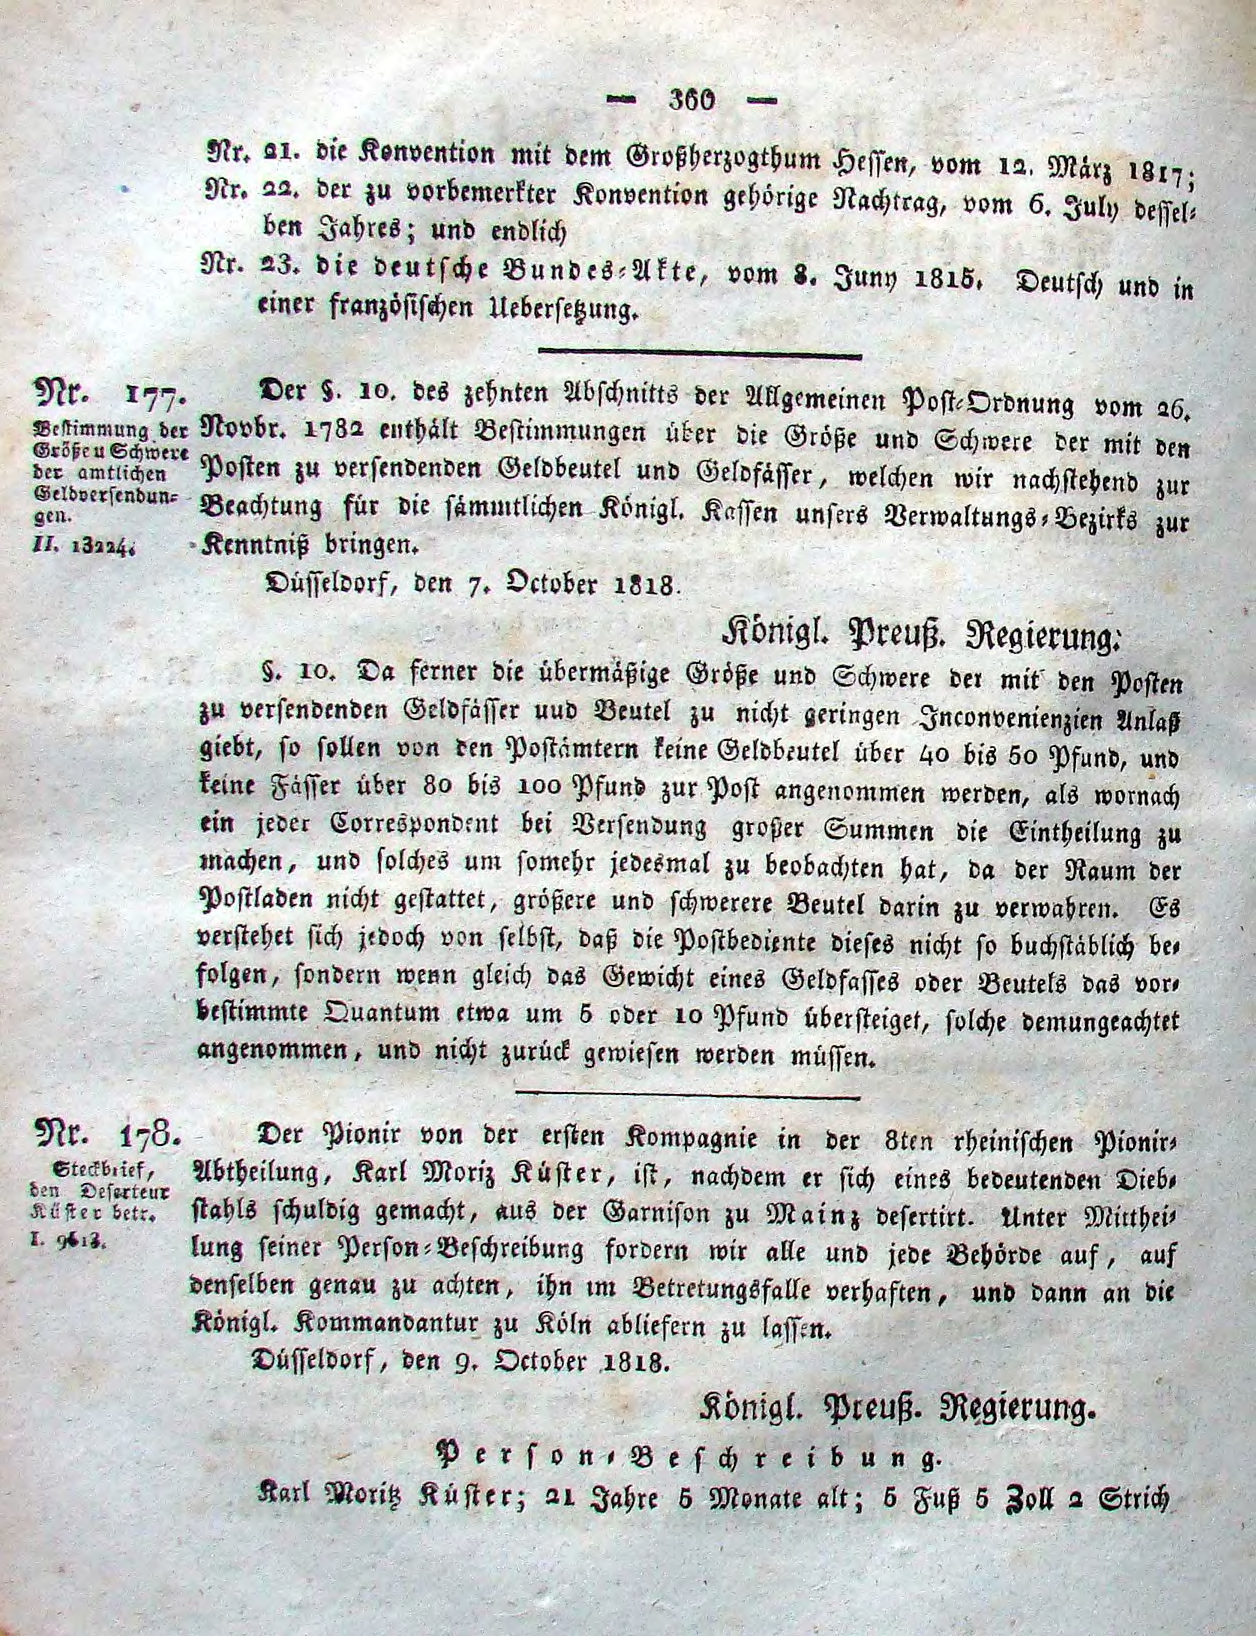 — 360 —
Nr. 21. die Konvention mit dem Großherzogthum Hessen, vom 12. März 1817;
Nr. 22. der zu vorbemerkter Konvention gehörige Nachtrag, vom 6. July dessel-
ben Jahres; und endlich
Nr. 23. die deutsche Bundes-Akte, vom 8. Juny 1815. Deutsch und in
einer französischen Uebersetzung.
Nr. 177.
Bestimmung der
Größe u Schwere
der amtlichen
Geldversendun-
gen.
II. 13224.
Der §. 10. des zehnten Abschnitts der Allgemeinen Post-Ordnung vom 26.
Novbr. 1782 enthält Bestimmungen über die Größe und Schwere der mit den
Posten zu versendenden Geldbeutel und Geldfässer, welchen wir nachstehend zur
Beachtung für die sämmtlichen Königl. Kassen unsers Verwaltungs-Bezirks zur
Kenntniß bringen.
Düsseldorf, den 7. October 1818.
Königl. Preuß. Regierung:
§. 10. Da ferner die übermäßige Größe und Schwere der mit den Posten
zu versendenden Geldfässer uud Beutel zu nicht geringen Inconvenienzien Anlaß
giebt, so sollen von den Postämtern keine Geldbeutel über 40 bis 50 Pfund, und
keine Fässer über 80 bis 100 Pfund zur Post angenommen werden, als wornach
ein jeder Correspondent bei Versendung großer Summen die Eintheilung zu
machen, und solches um somehr jedesmal zu beobachten hat, da der Raum der
Postladen nicht gestattet, größere und schwerere Beutel darin zu verwahren. Es
verstehet sich jedoch von selbst, daß die Postbediente dieses nicht so buchstäblich be-
folgen, sondern wenn gleich das Gewicht eines Geldfasses oder Beutels das vor-
bestimmte Quantum etwa um 5 oder 10 Pfund übersteiget, solche demungeachtet
angenommen, und nicht zurück gewiesen werden müssen.
Nr. 178.
Steckbrief,
den Deserteur
Küster betr.
I. 9613.
Der Pionir von der ersten Kompagnie in der 8ten rheinischen Pionir-
Abtheilung, Karl Moriz Küster, ist, nachdem er sich eines bedeutenden Dieb-
stahls schuldig gemacht, aus der Garnison zu Mainz desertirt. Unter Mitthei-
lung seiner Person-Beschreibung fordern wir alle und jede Behörde auf, auf
denselben genau zu achten, ihn im Betretungsfalle verhaften, und dann an die
Königl. Kommandantur zu Köln abliefern zu lassen.
Düsseldorf, den 9. October 1818.
Königl. Preuß. Regierung.
Person-Beschreibung.
Karl Moritz Küster; 21 Jahre 5 Monate alt; 5 Fuß 5 Zoll 2 Strich